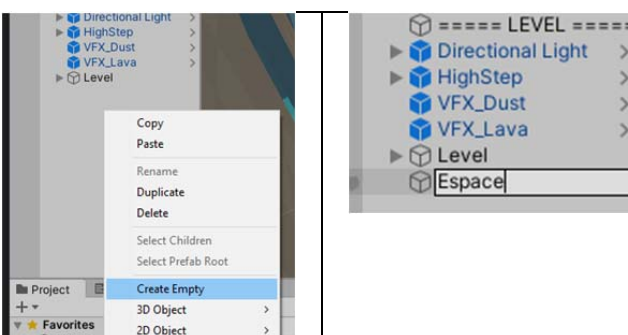 Directional Light
HighStep
VFX_Dust
VFX_Lava
Level
Copy
Paste
Rename
Duplicate
Delete
Select Children
Select Prefab Root
Create Empty
3D Object
2D Object
Project
Favorites
===== LEVEL =====
Directional Light
HighStep
VFX_Dust
VFX_Lava
Level
Espace